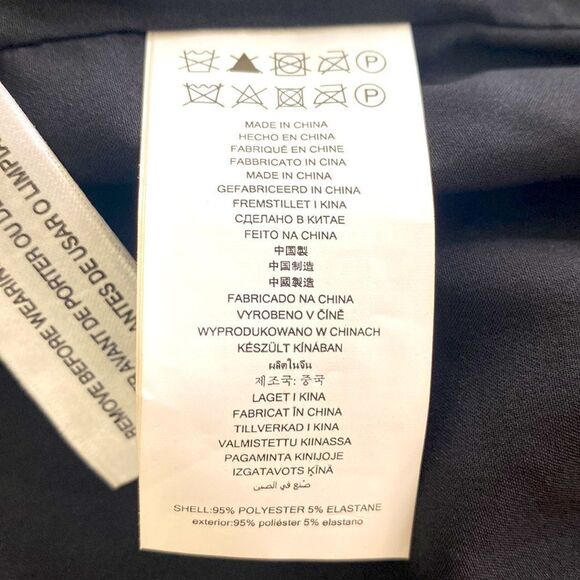 MADE IN CHINA
HECHO EN CHINA
FABRIQUÉ EN CHINE
FABBRICATO IN CINA
MADE IN CHINA
GEFABRICEERD IN CHINA
FREMSTILLET I KINA
СДЕЛАНО В КИТАЕ
FEITO NA CHINA
中国製
中国制造
中國製造
FABRICADO NA CHINA
VYROBENO V ČÍNĚ
WYPRODUKOWANO W CHINACH
KÉSZÜLT KÍNÁBAN
ผลิตในจีน
제조국: 중국
LAGET I KINA
FABRICAT ÎN CHINA
TILLVERKAD I KINA
VALMISTETTU KIINASSA
PAGAMINTA KINIJOJE
IZGATAVOTS ĶĪNĀ
صنع في الصين
SHELL:95% POLYESTER 5% ELASTANE
exterior:95% poliéster 5% elastano
REMOVE BEFORE WEARIN
AVANT DE PORTER OU DE
ANTES DE USAR O LIMPIA